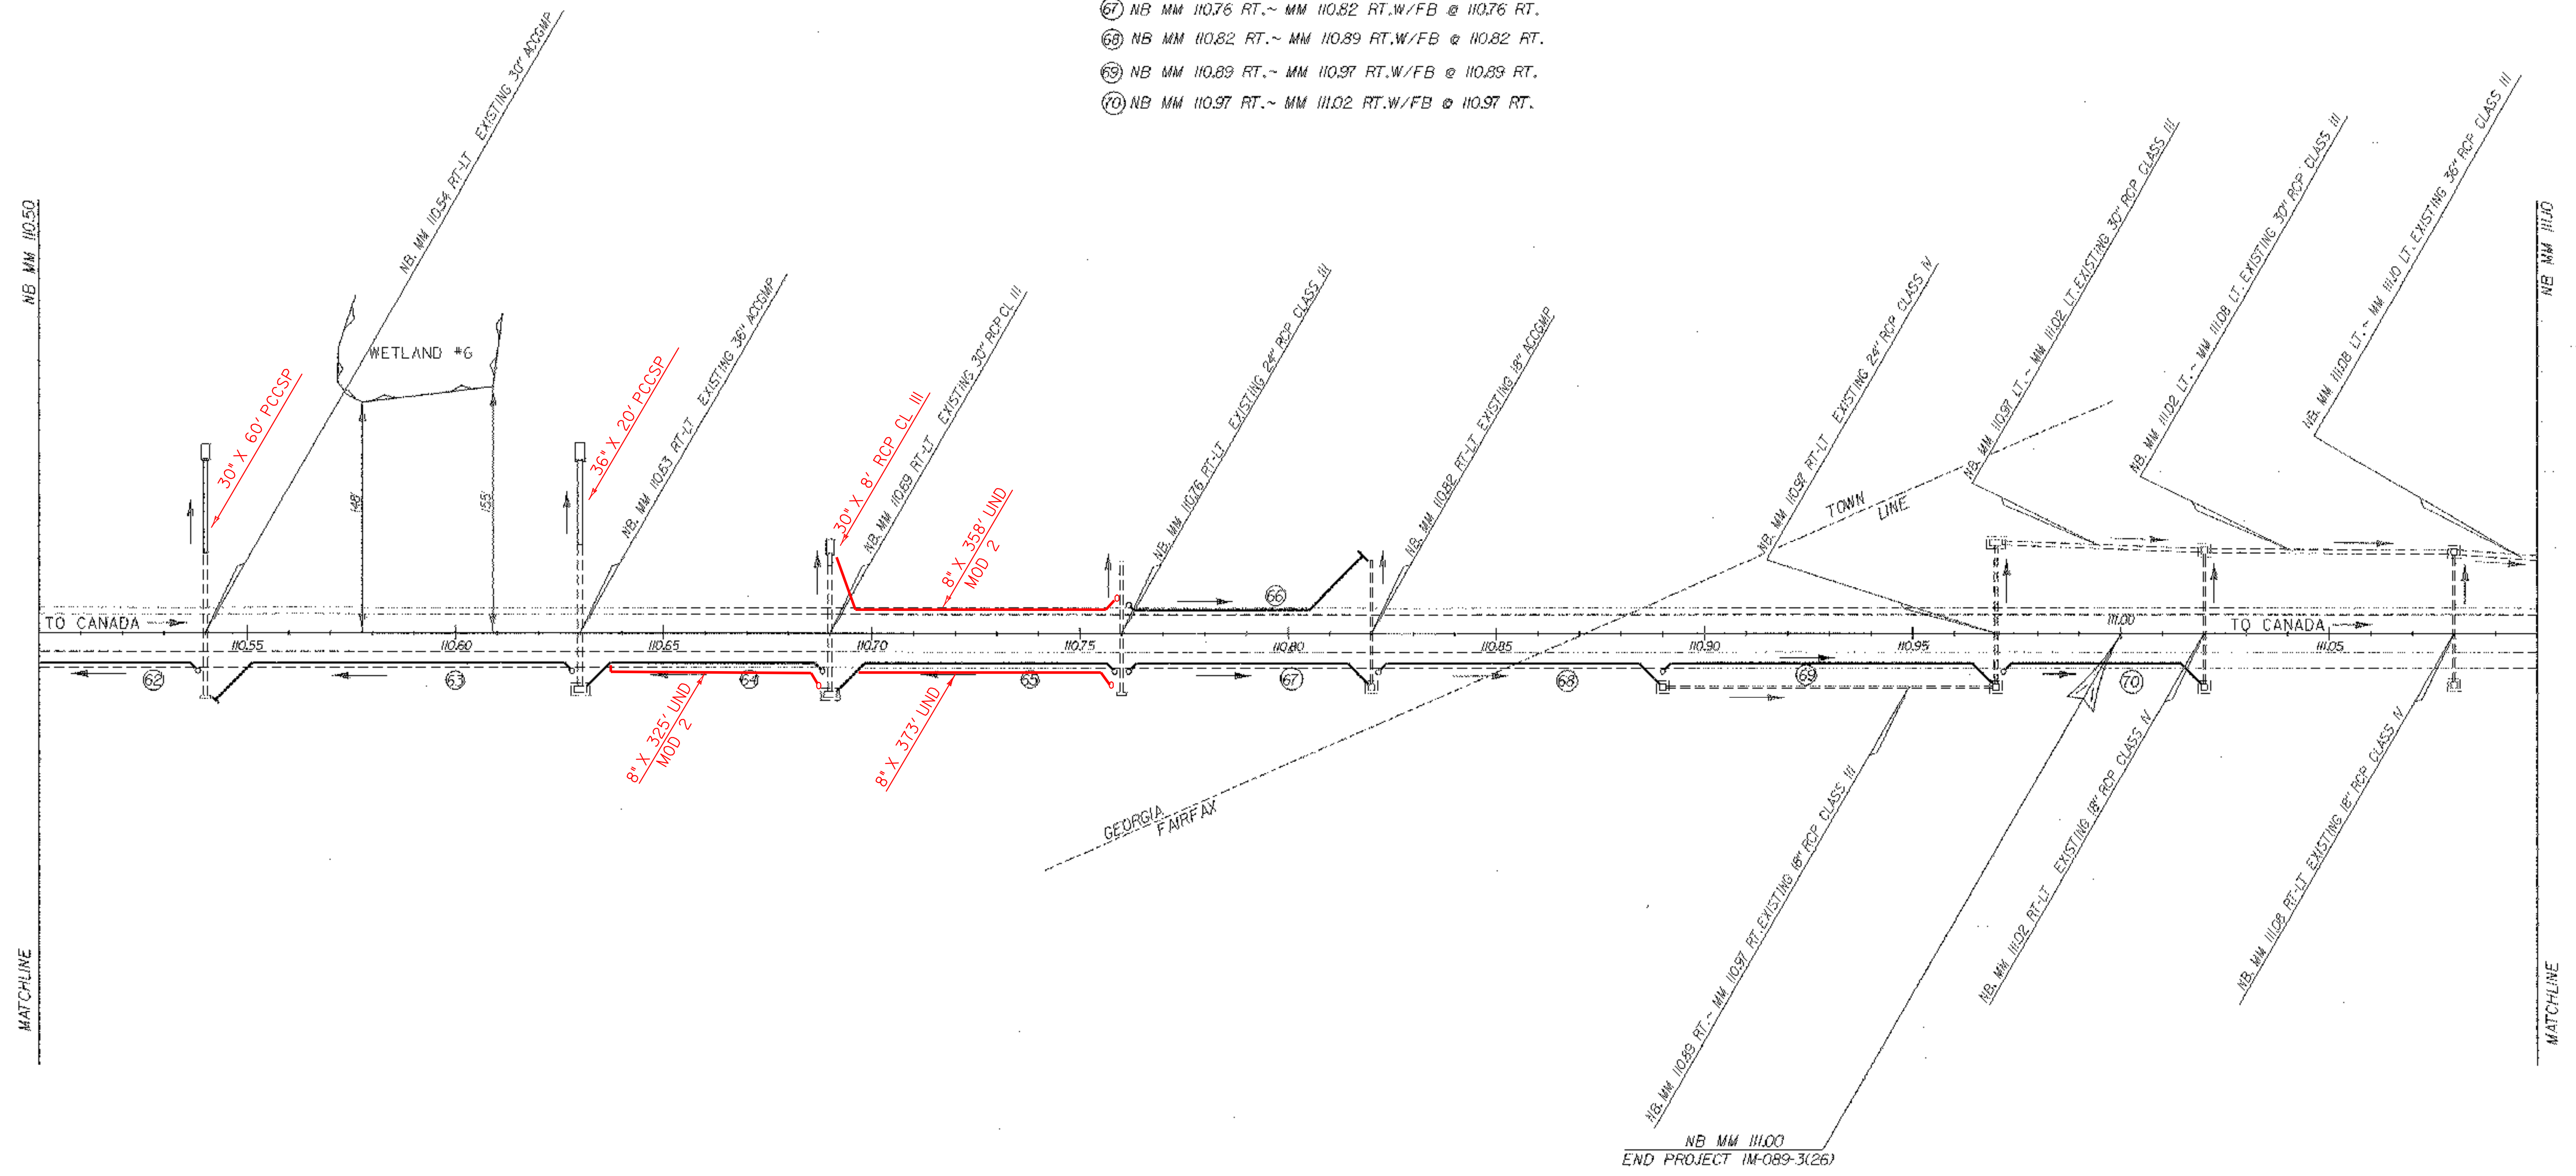 67 NB MM 110.76 RT.~ MM 110.82 RT.W/FB @ 110.76 RT.
68 NB MM 110.82 RT.~ MM 110.89 RT.W/FB @ 110.82 RT.
69 NB MM 110.89 RT.~ MM 110.97 RT.W/FB @ 110.89 RT.
70 NB MM 110.97 RT.~ MM 111.02 RT.W/FB @ 110.97 RT.
NB MM 110.50
NB. MM 110.54 RT-LT EXISTING 30" ACCGMP
WETLAND #6
30" X 60' PCCSP
148'
155'
36" X 20' PCCSP
NB. MM 110.63 RT-LT EXISTING 36" ACCGMP
30" X 8' RCP CL III
NB. MM 110.69 RT-LT EXISTING 30" RCP CL III
8" X 358' UND
MOD 2
NB. MM 110.76 RT-LT EXISTING 24" RCP CLASS III
NB. MM 110.82 RT-LT EXISTING 18" ACCGMP
NB. MM 110.97 RT-LT EXISTING 24" RCP CLASS IV
TOWN
LINE
NB. MM 110.97 LT.~ MM 111.02 LT.EXISTING 30" RCP CLASS III
NB. MM 111.02 LT.~ MM 111.08 LT.EXISTING 30" RCP CLASS III
NB. MM 111.08 LT.~ MM 111.10 LT.EXISTING 36" RCP CLASS III
NB MM 111.10
66
TO CANADA
110.55
110.60
110.65
110.70
110.75
110.80
110.85
110.90
110.95
111.00
TO CANADA
111.05
62
63
64
65
67
68
69
70
8" X 325' UND
MOD 2
8" X 373' UND
GEORGIA
FAIRFAX
NB. MM 110.89 RT.~ MM 110.97 RT.EXISTING 18" RCP CLASS III
NB. MM 111.02 RT-LT EXISTING 18" RCP CLASS IV
NB. MM 111.08 RT-LT EXISTING 18" RCP CLASS IV
MATCHLINE
MATCHLINE
NB MM 111.00
END PROJECT IM-089-3(26)